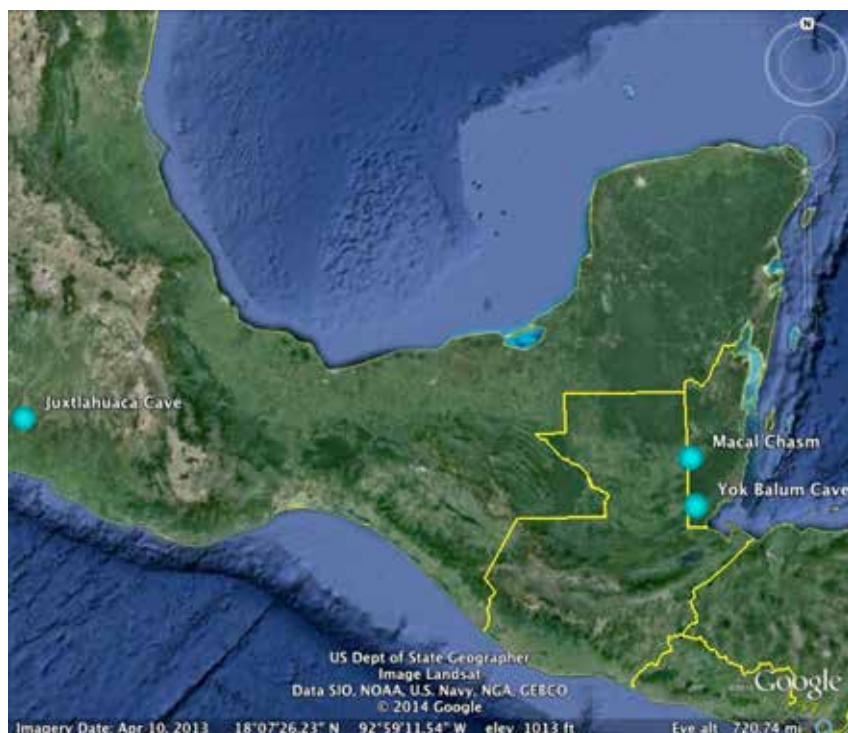 N
Juxtlahuaca Cave
Macal Chasm
Yok Balum Cave
US Dept of State Geographer
Image Landsat
Data SIO, NOAA, U.S. Navy, NGA, GEBCO
© 2014 Google
Google
Imagery Date: Apr 10, 2013 18°07'26.23" N 92°59'11.54" W elev 1013 ft Eye alt 720.74 mi